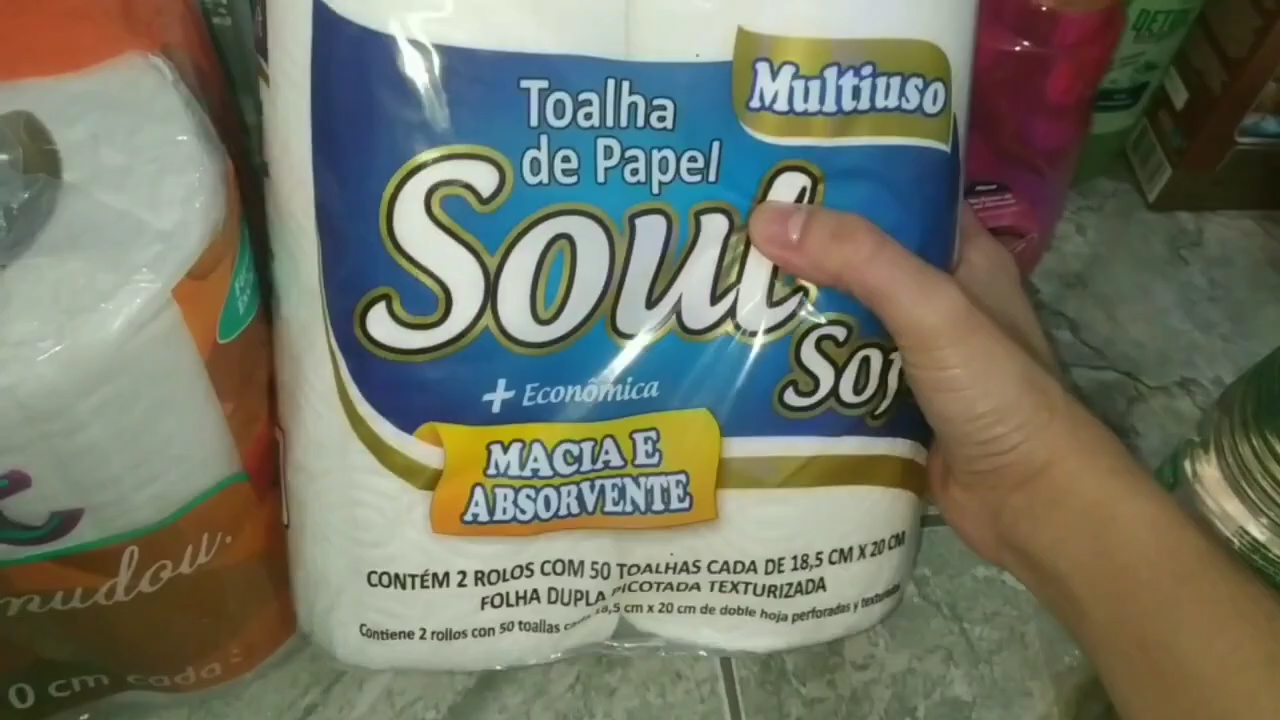 Multiuso
Toalha
de Papel
Soul
+ Econômica
MACIA E
ABSORVENTE
CONTÉM 2 ROLOS COM 50 TOALHAS CADA DE 18,5 CM X 20 CM
FOLHA DUPLA PICOTADA TEXTURIZADA
Contiene 2 rollos con 50 toallas 18,5 cm x 20 cm de doble hoja perforadas y
mudou.
0 cm cada